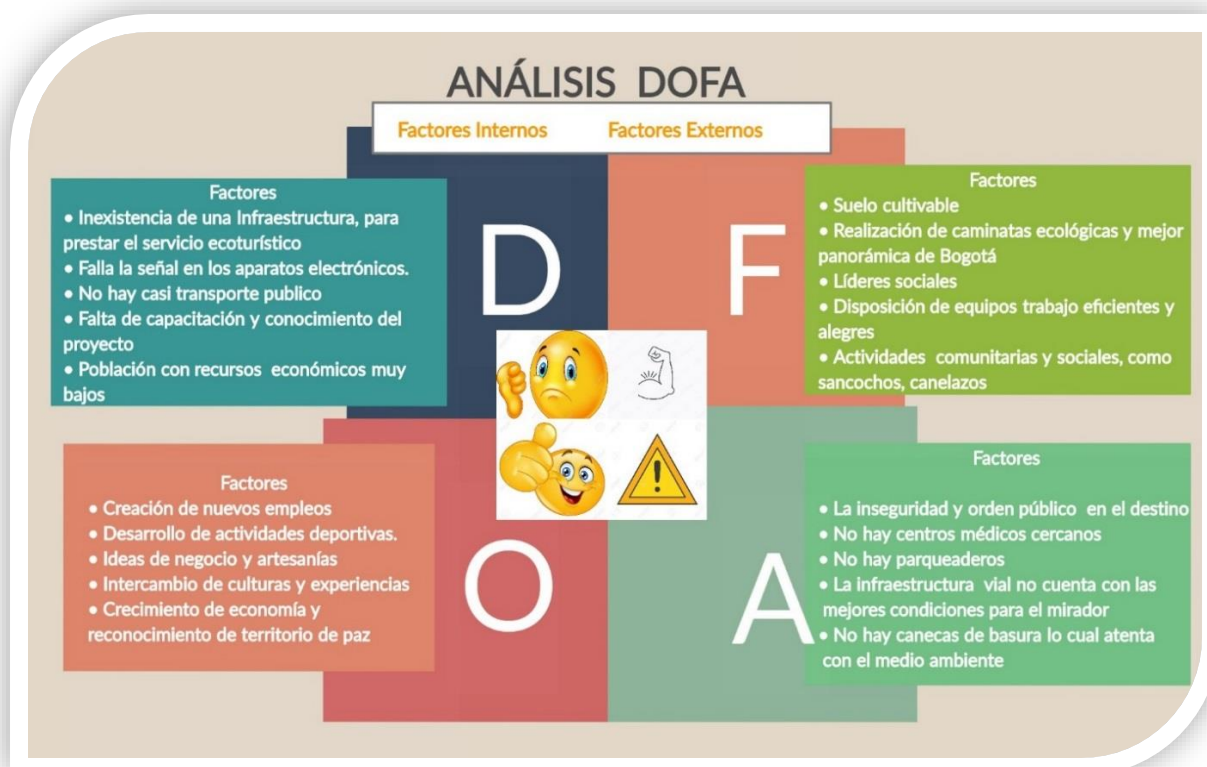 ANÁLISIS DOFA
Factores Internos Factores Externos
Factores
• Inexistencia de una Infraestructura, para
prestar el servicio ecoturístico
• Falla la señal en los aparatos electrónicos.
• No hay casi transporte publico
• Falta de capacitación y conocimiento del
proyecto
• Población con recursos económicos muy
bajos
D
F
Factores
• Suelo cultivable
• Realización de caminatas ecológicas y mejor
panorámica de Bogotá
• Líderes sociales
• Disposición de equipos trabajo eficientes y
alegres
• Actividades comunitarias y sociales, como
sancochos, canelazos
Factores
• Creación de nuevos empleos
• Desarrollo de actividades deportivas.
• Ideas de negocio y artesanías
• Intercambio de culturas y experiencias
• Crecimiento de economía y
reconocimiento de territorio de paz
O
A
Factores
• La inseguridad y orden público en el destino
• No hay centros médicos cercanos
• No hay parqueaderos
• La infraestructura vial no cuenta con las
mejores condiciones para el mirador
• No hay canecas de basura lo cual atenta
con el medio ambiente